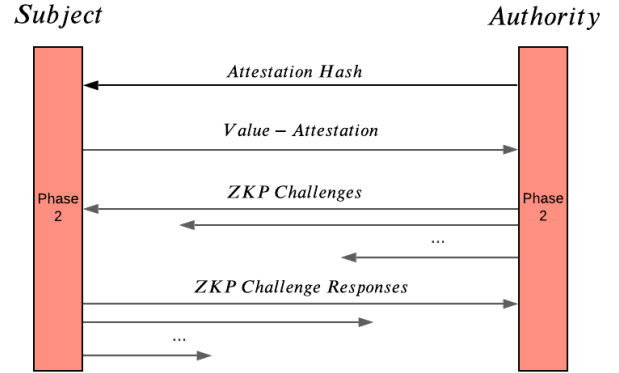 Subject
Authority
Attestation Hash
Value − Attestation
Phase
2
ZKP Challenges
Phase
2
...
ZKP Challenge Responses
...